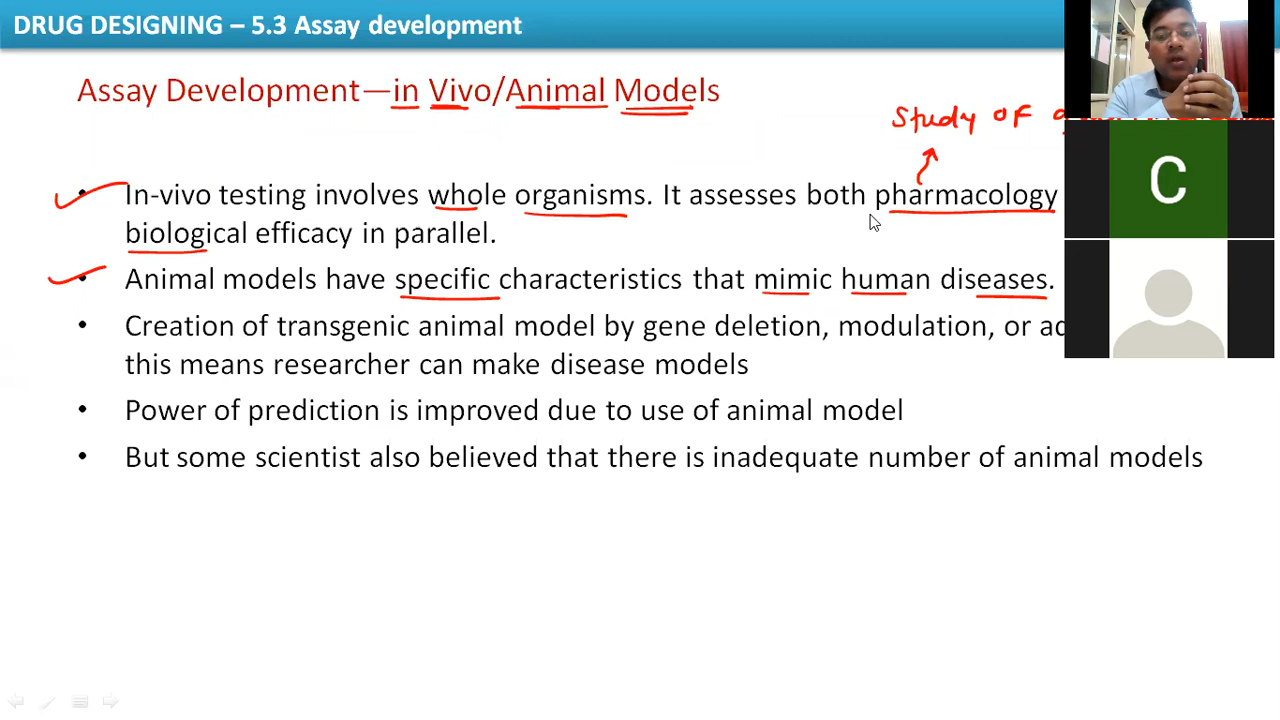 DRUG DESIGNING – 5.3 Assay development
Assay Development—in Vivo/Animal Models
Study OF
• In-vivo testing involves whole organisms. It assesses both pharmacology
biological efficacy in parallel.
• Animal models have specific characteristics that mimic human diseases.
• Creation of transgenic animal model by gene deletion, modulation, or
this means researcher can make disease models
• Power of prediction is improved due to use of animal model
• But some scientist also believed that there is inadequate number of animal models
C